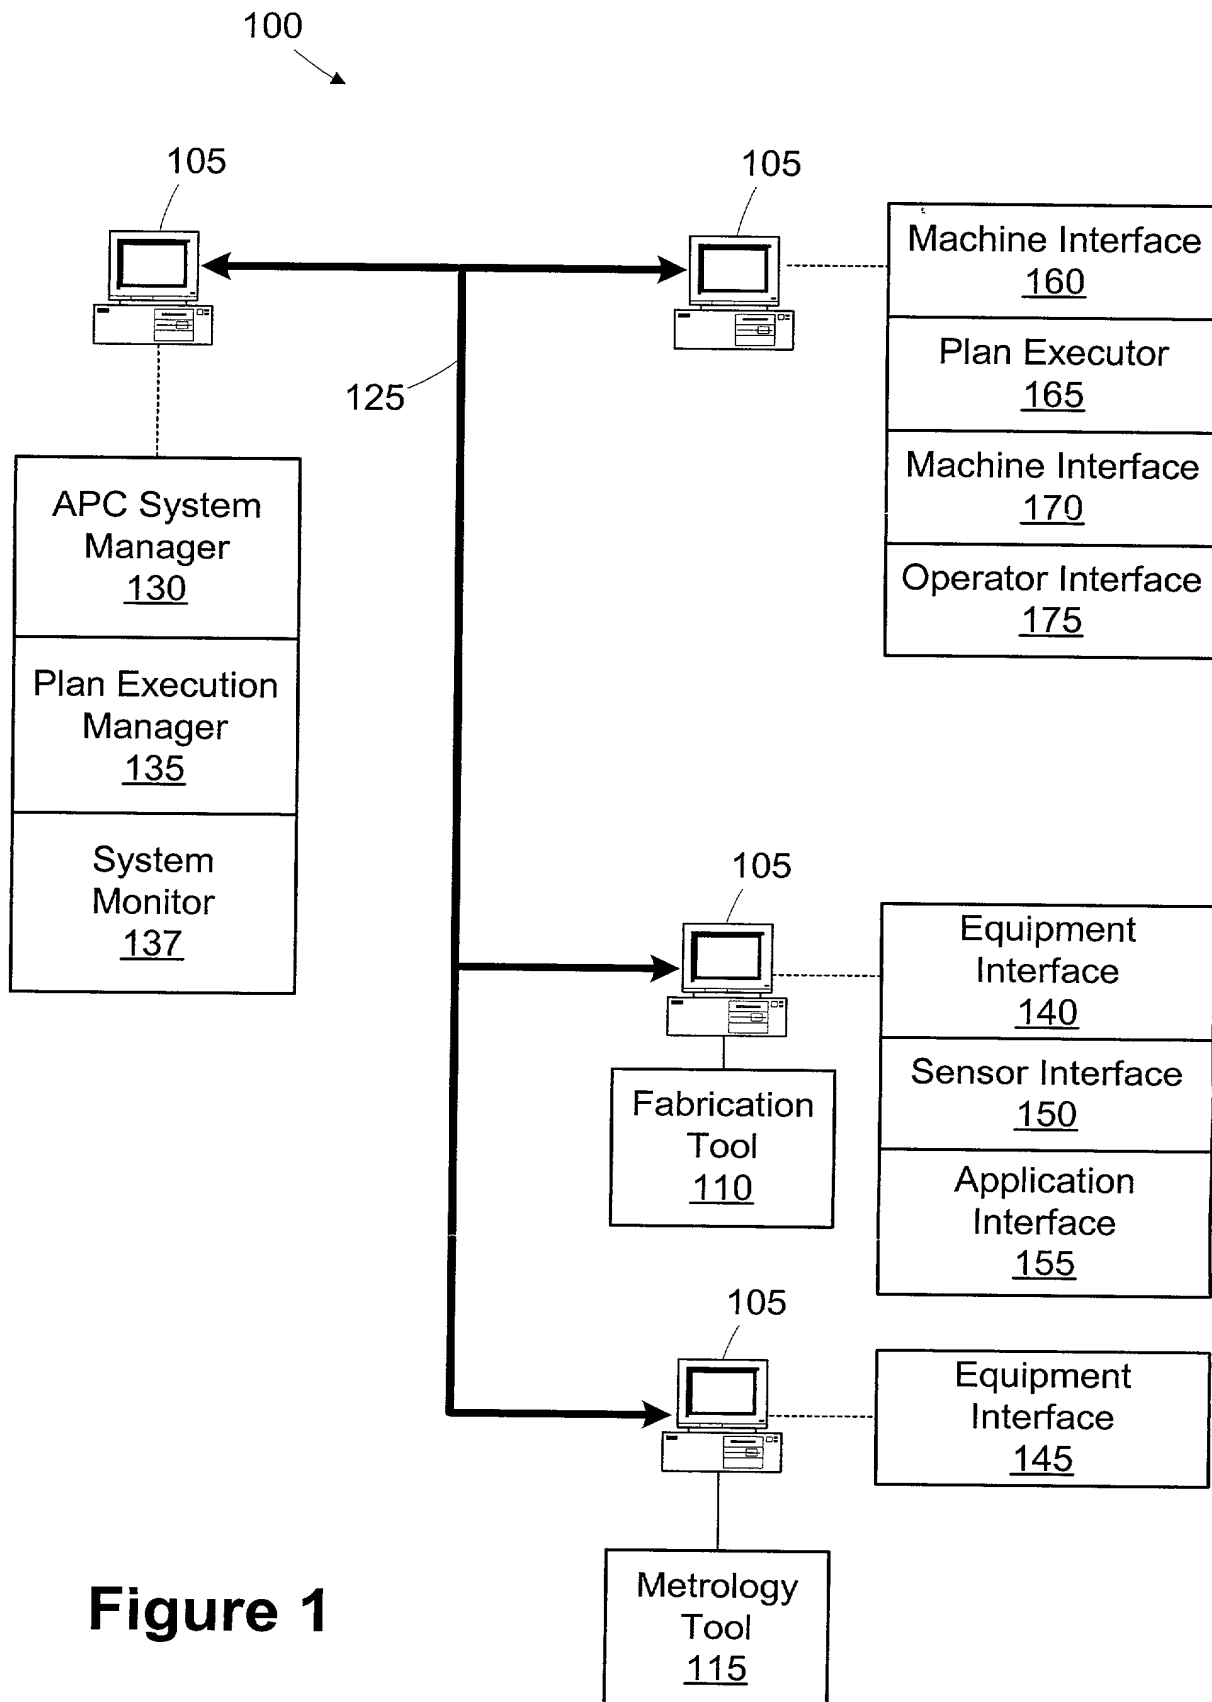 100
105
105
Machine Interface
160
Plan Executor
165
Machine Interface
170
Operator Interface
175
125
APC System
Manager
130
Plan Execution
Manager
135
System
Monitor
137
105
Equipment
Interface
140
Sensor Interface
150
Application
Interface
155
Fabrication
Tool
110
105
Equipment
Interface
145
Metrology
Tool
115
Figure 1